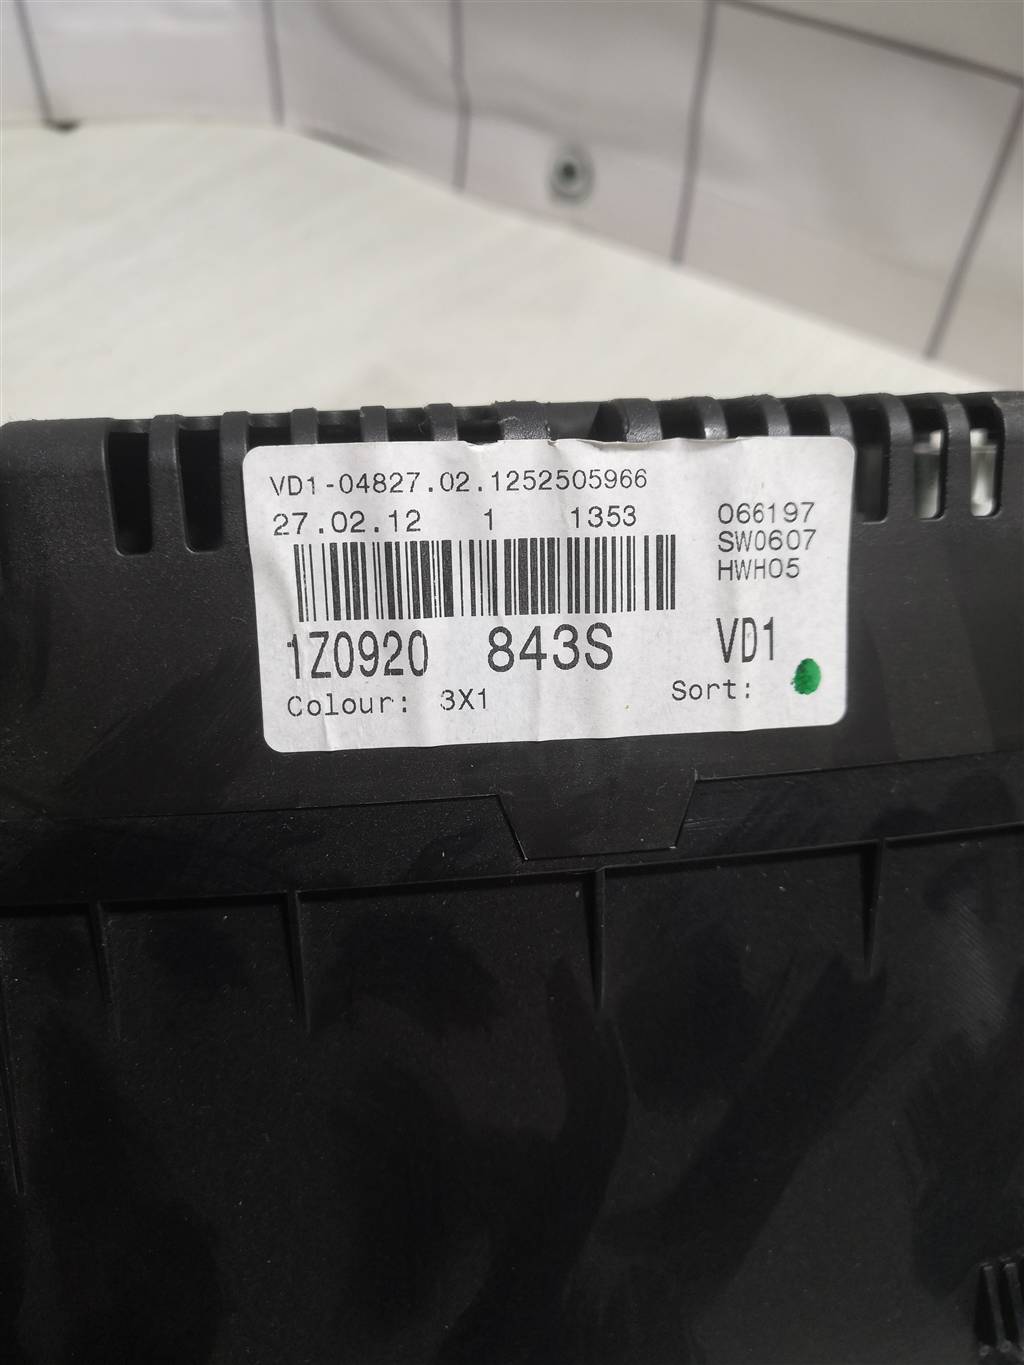 VD1-04827.02.1252505966
27.02.12 1 1353 066197
SW0607
HWH05
1Z0920 843S VD1
Colour: 3X1 Sort: